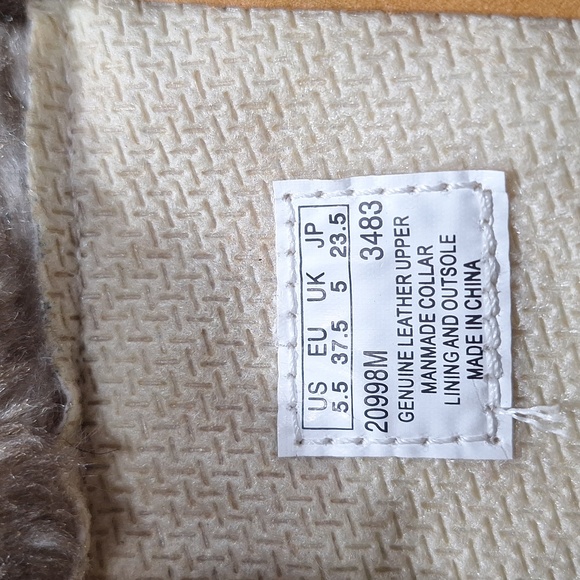 US EU UK JP
5.5 37.5 5 23.5
20998M 3483
GENUINE LEATHER UPPER
MANMADE COLLAR
LINING AND OUTSOLE
MADE IN CHINA